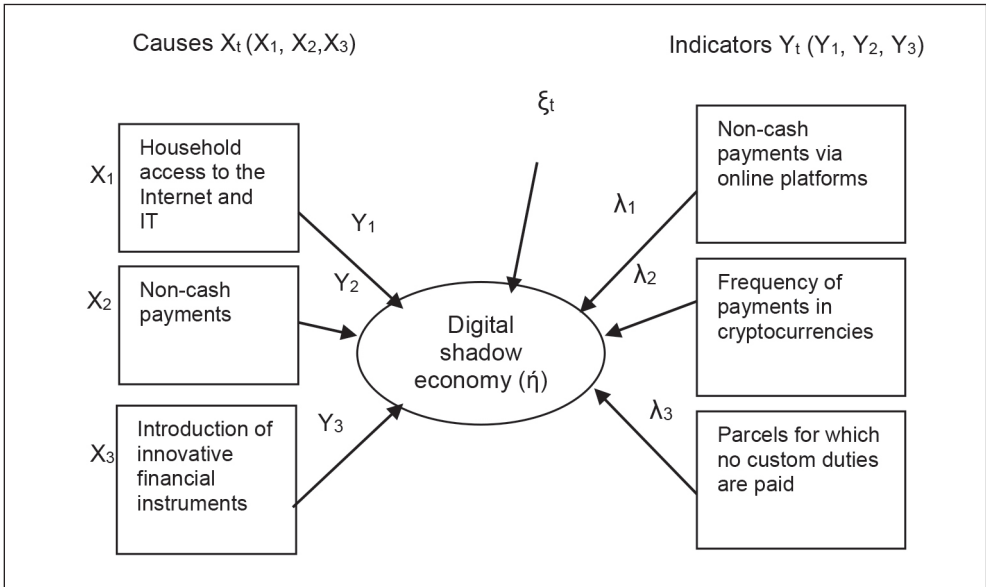 Causes Xt (X1, X2,X3)
Indicators Yt (Y1, Y2, Y3)
ξt
X1
Household
access to the
Internet and
IT
Y1
X2
Non-cash
payments
Y2
X3
Introduction of
innovative
financial
instruments
Y3
Digital
shadow
economy (ή)
λ1
Non-cash
payments via
online platforms
λ2
Frequency of
payments in
cryptocurrencies
λ3
Parcels for which
no custom duties
are paid